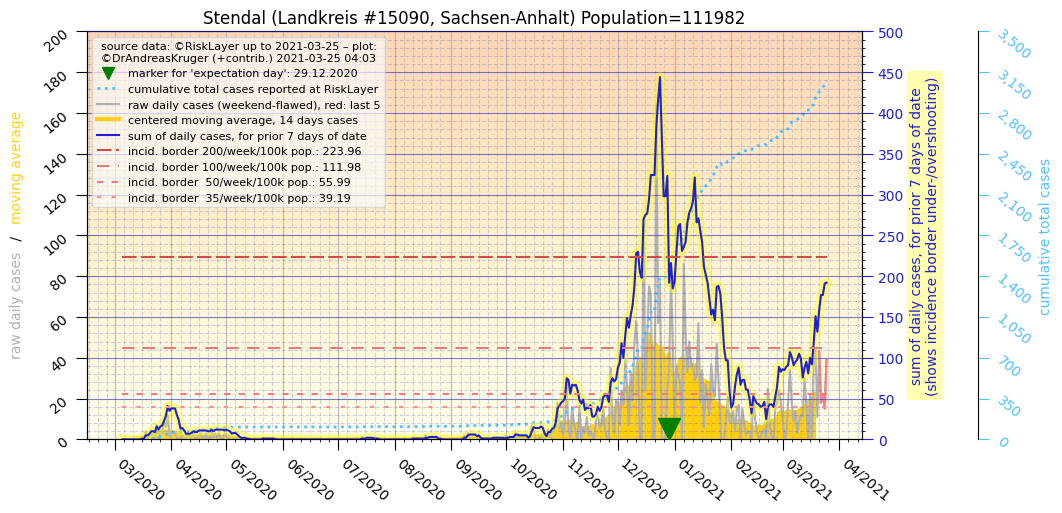 Stendal (Landkreis #15090, Sachsen-Anhalt) Population=111982
source data: ©RiskLayer up to 2021-03-25 – plot:
©DrAndreasKruger (+contrib.) 2021-03-25 04:03
marker for 'expectation day': 29.12.2020
cumulative total cases reported at RiskLayer
raw daily cases (weekend-flawed), red: last 5
centered moving average, 14 days cases
sum of daily cases, for prior 7 days of date
incid. border 200/week/100k pop.: 223.96
incid. border 100/week/100k pop.: 111.98
incid. border  50/week/100k pop.: 55.99
incid. border  35/week/100k pop.: 39.19
raw daily cases / moving average
200
180
160
140
120
100
80
60
40
20
0
03/2020
04/2020
05/2020
06/2020
07/2020
08/2020
09/2020
10/2020
11/2020
12/2020
01/2021
02/2021
03/2021
04/2021
500
450
400
350
300
250
200
150
100
50
0
sum of daily cases, for prior 7 days of date
(shows incidence border under-/overshooting)
3,500
3,150
2,800
2,450
2,100
1,750
1,400
1,050
700
350
0
cumulative total cases